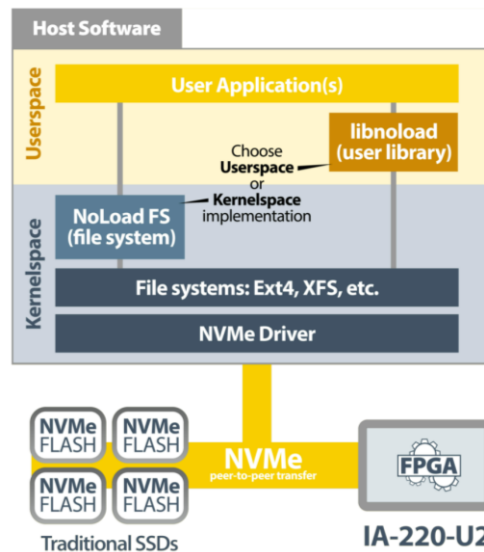 Host Software
Userspace
User Application(s)
libnoload
(user library)
Choose
Userspace
or
Kernelspace
implementation
Kernelspace
NoLoad FS
(file system)
File systems: Ext4, XFS, etc.
NVMe Driver
NVMe
FLASH
NVMe
FLASH
NVMe
FLASH
NVMe
FLASH
Traditional SSDs
NVMe
peer-to-peer transfer
FPGA
IA-220-U2